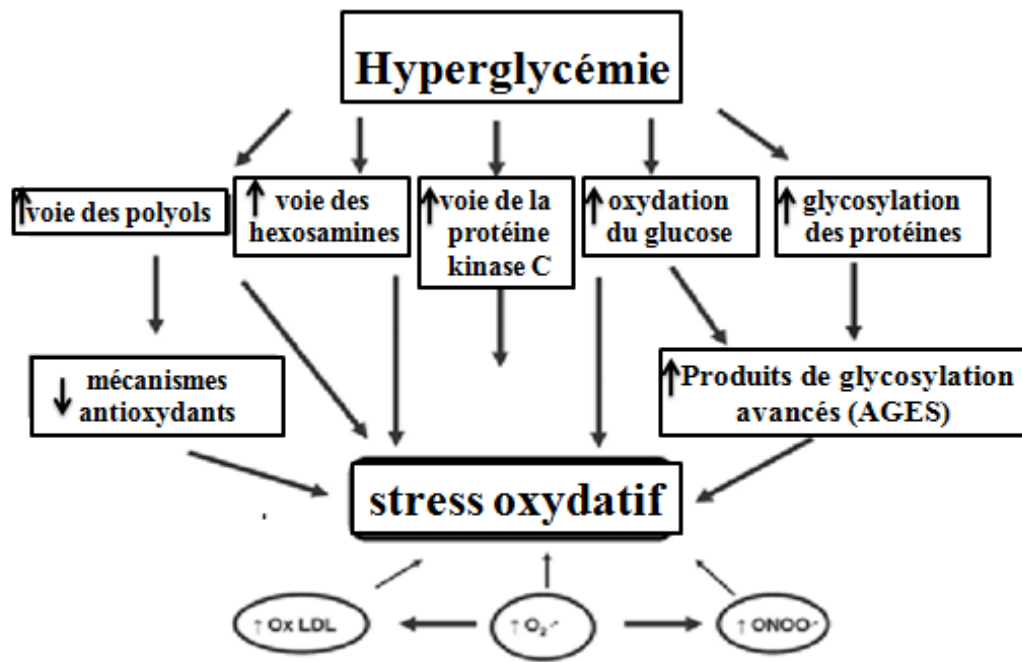 Hyperglycémie
↑ voie des polyols
↑ voie des
hexosamines
↑ voie de la
protéine
kinase C
↑ oxydation
du glucose
↑ glycosylation
des protéines
↓ mécanismes
antioxydants
↑ Produits de glycosylation
avancés (AGES)
stress oxydatif
↑ Ox LDL
↑ O₂·-
↑ ONOO-